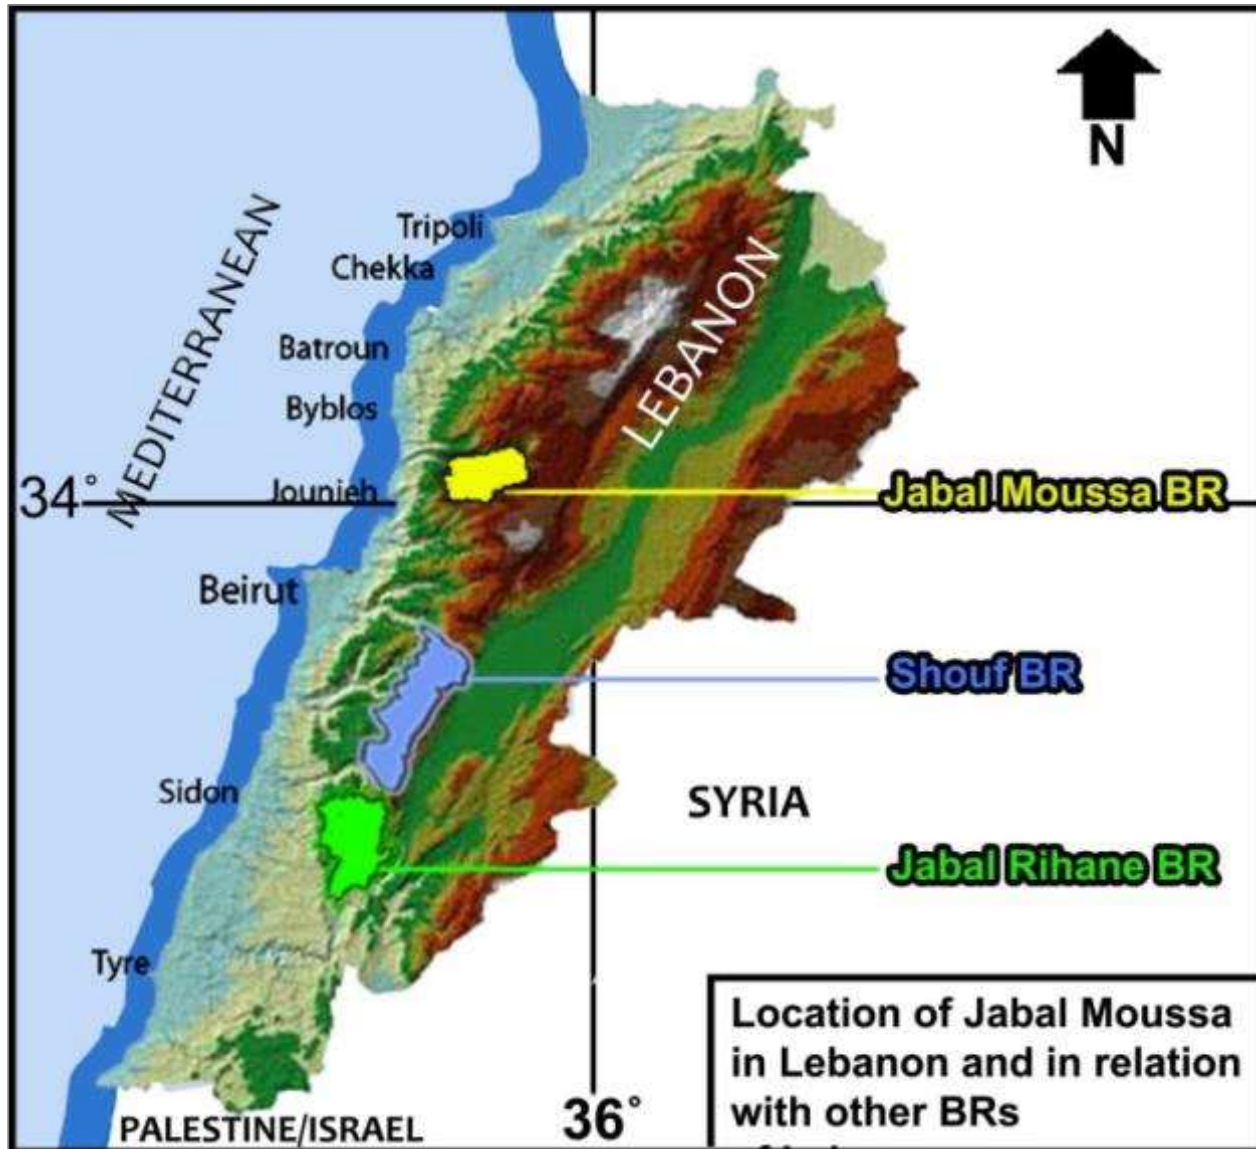 N
Tripoli
Chekka
MEDITERRANEAN
LEBANON
Batroun
Byblos
34°
Jounieh
Jabal Moussa BR
Beirut
Shouf BR
Sidon
SYRIA
Jabal Rihane BR
Tyre
Location of Jabal Moussa
in Lebanon and in relation
with other BRs
36°
PALESTINE/ISRAEL